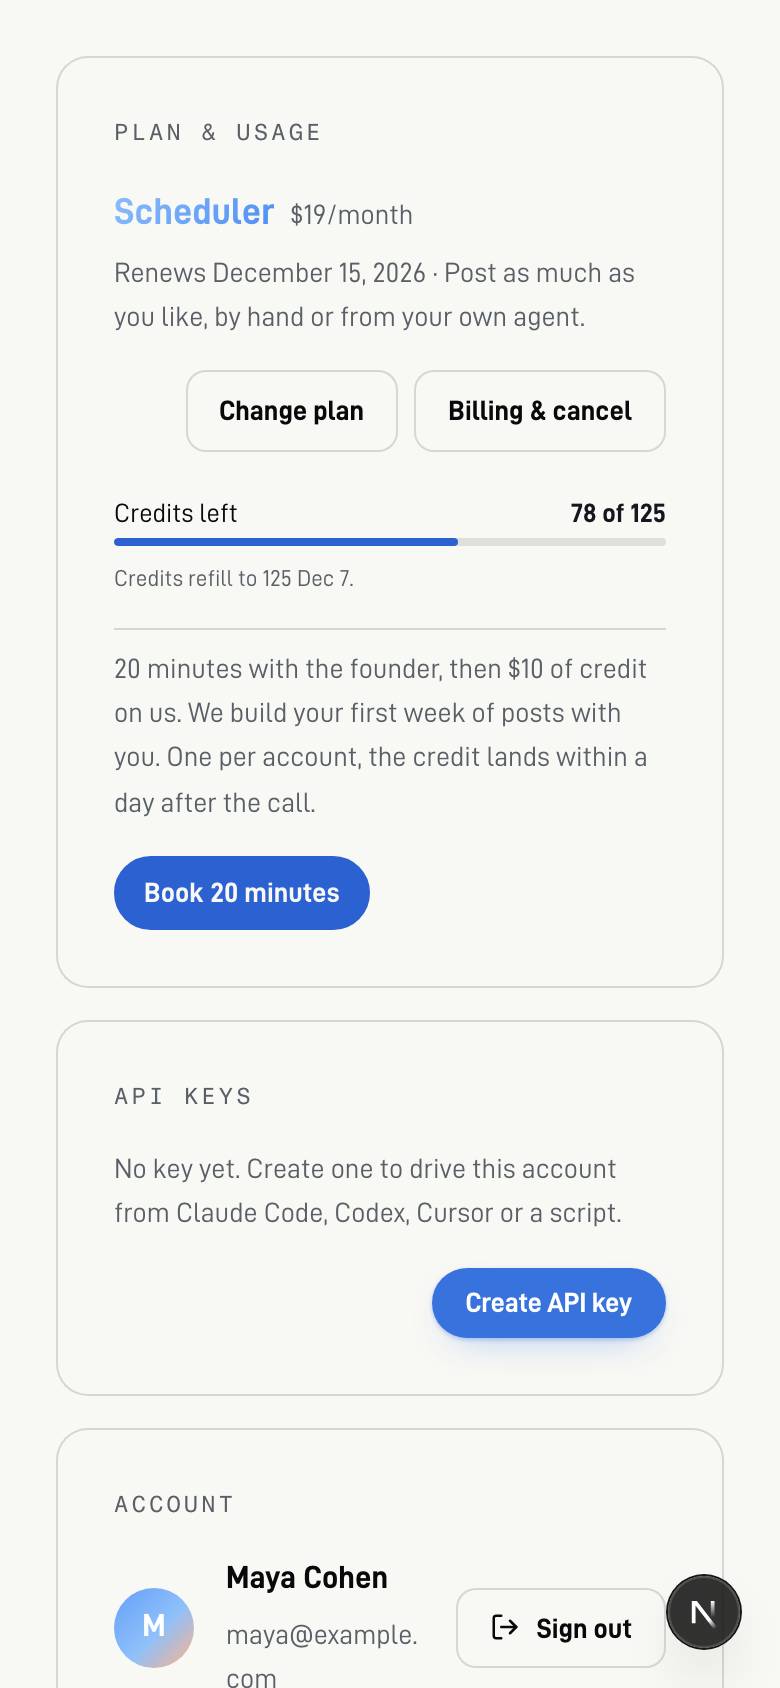 PLAN & USAGE
Scheduler $19/month
Renews December 15, 2026 · Post as much as
you like, by hand or from your own agent.
Change plan
Billing & cancel
Credits left
78 of 125
Credits refill to 125 Dec 7.
20 minutes with the founder, then $10 of credit
on us. We build your first week of posts with
you. One per account, the credit lands within a
day after the call.
Book 20 minutes
API KEYS
No key yet. Create one to drive this account
from Claude Code, Codex, Cursor or a script.
Create API key
ACCOUNT
M
Maya Cohen
maya@example.
com
Sign out
N